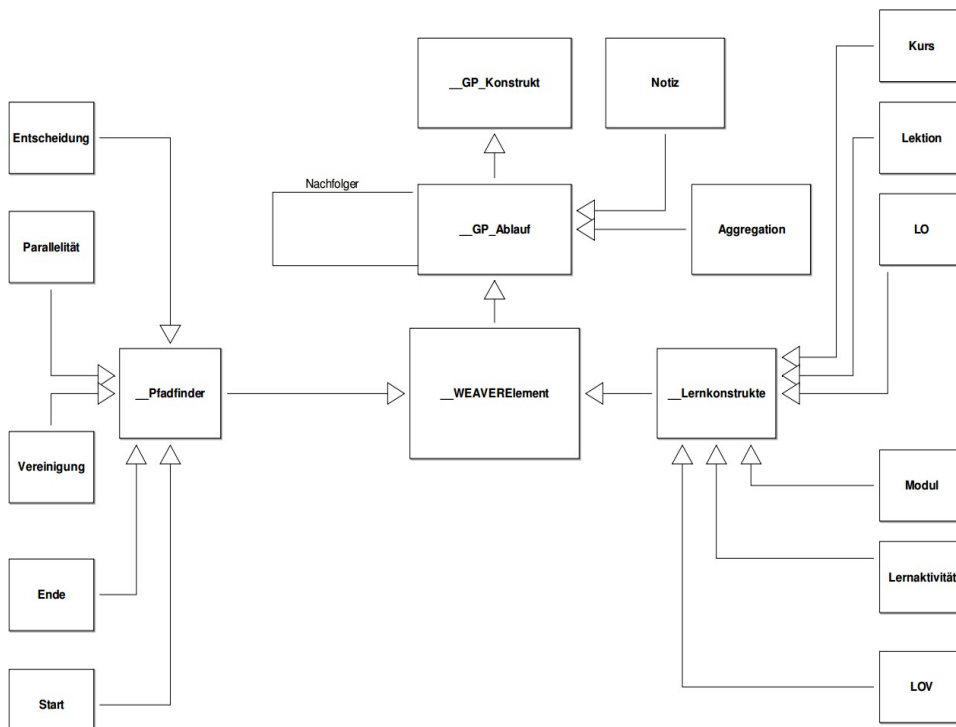 Kurs
__GP_Konstrukt
Notiz
Entscheidung
Lektion
Nachfolger
__GP_Ablauf
Aggregation
LO
Parallelität
__Pfadfinder
__WEAVERElement
__Lernkonstrukte
Vereinigung
Modul
Lernaktivität
Ende
LOV
Start